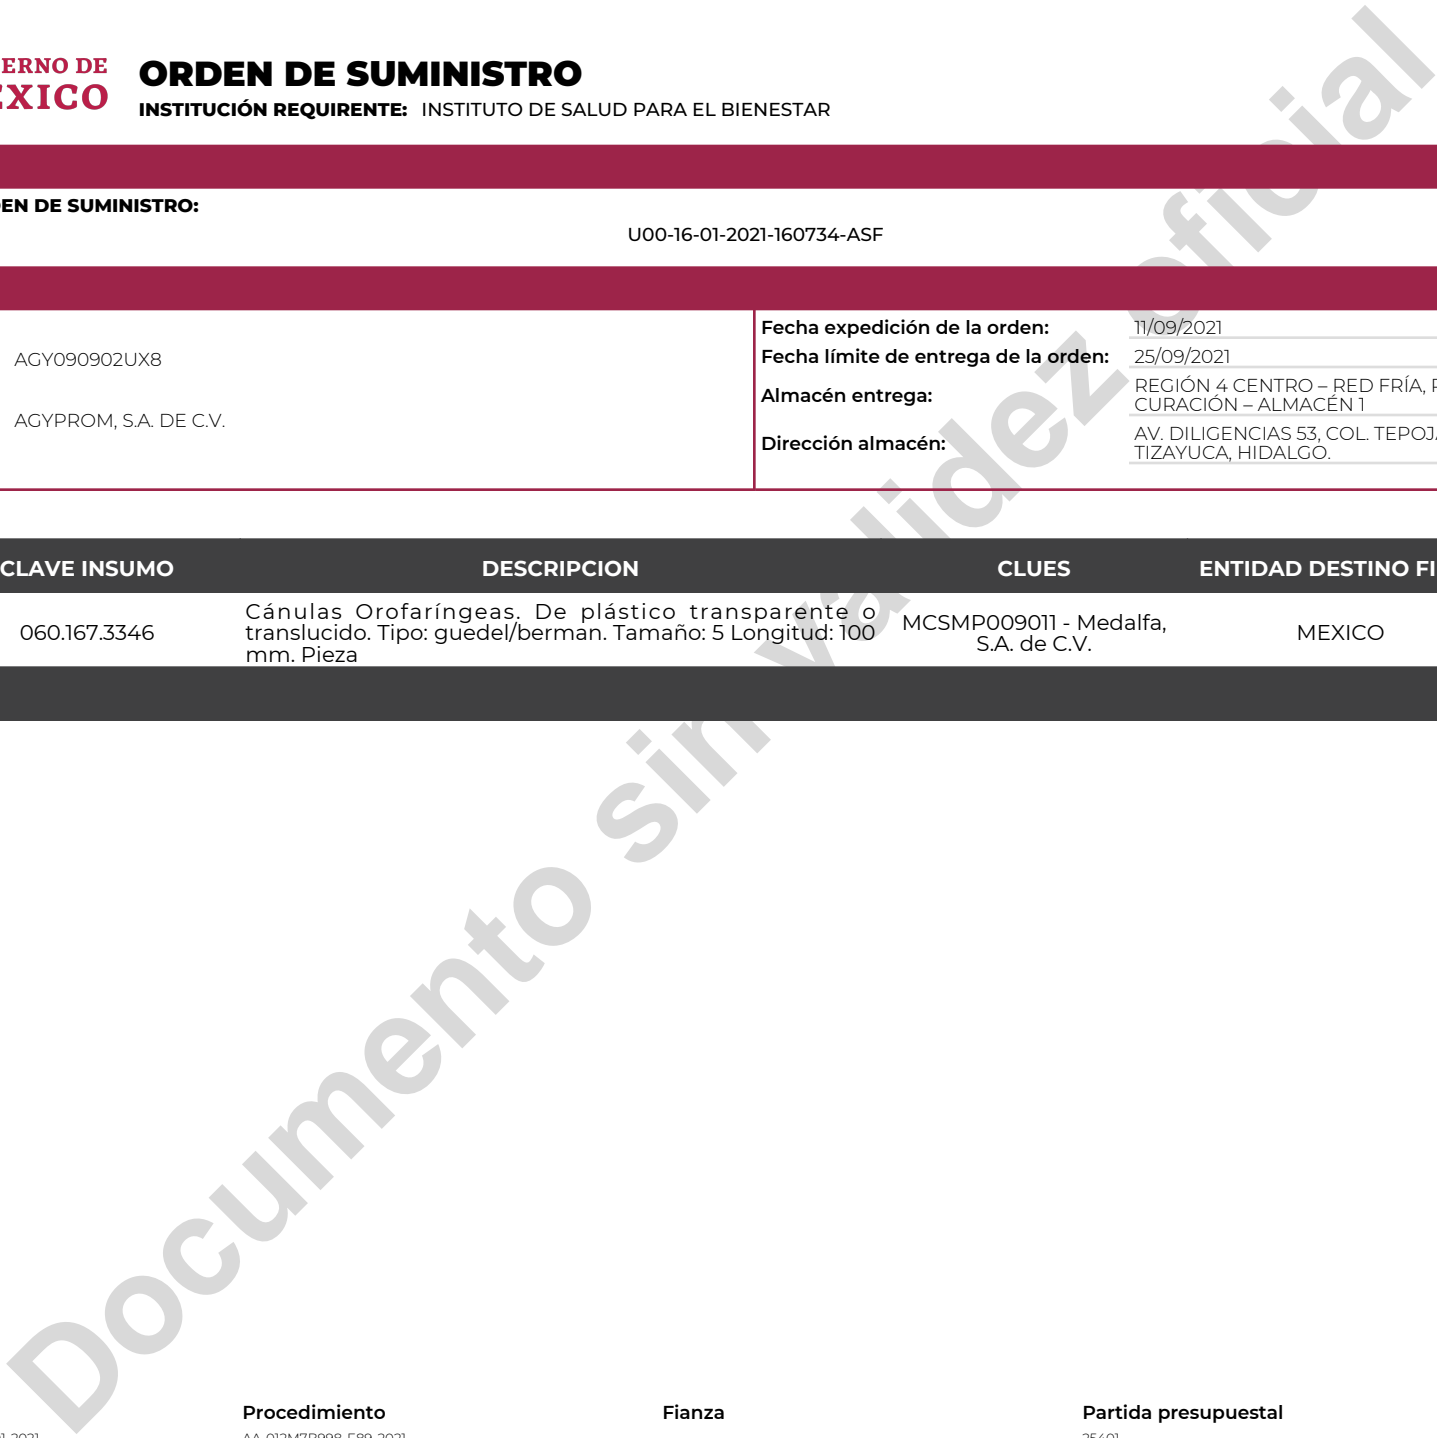 ERNO DE
EXICO
ORDEN DE SUMINISTRO
INSTITUCIÓN REQUIRENTE: INSTITUTO DE SALUD PARA EL BIENESTAR
EN DE SUMINISTRO:
U00-16-01-2021-160734-ASF
AGY090902UX8
AGYPROM, S.A. DE C.V.
Fecha expedición de la orden: 11/09/2021
Fecha límite de entrega de la orden: 25/09/2021
Almacén entrega: REGIÓN 4 CENTRO – RED FRÍA,
CURACIÓN – ALMACÉN 1
Dirección almacén: AV. DILIGENCIAS 53, COL. TEPOJ
TIZAYUCA, HIDALGO.
CLAVE INSUMO DESCRIPCION CLUES ENTIDAD DESTINO FI
060.167.3346
Cánulas Orofaríngeas. De plástico transparente o
translucido. Tipo: guedel/berman. Tamaño: 5 Longitud: 100
mm. Pieza
MCSMP009011 - Medalfa,
S.A. de C.V.
MEXICO
Documento sin validez oficial
Procedimiento Fianza Partida presupuestal